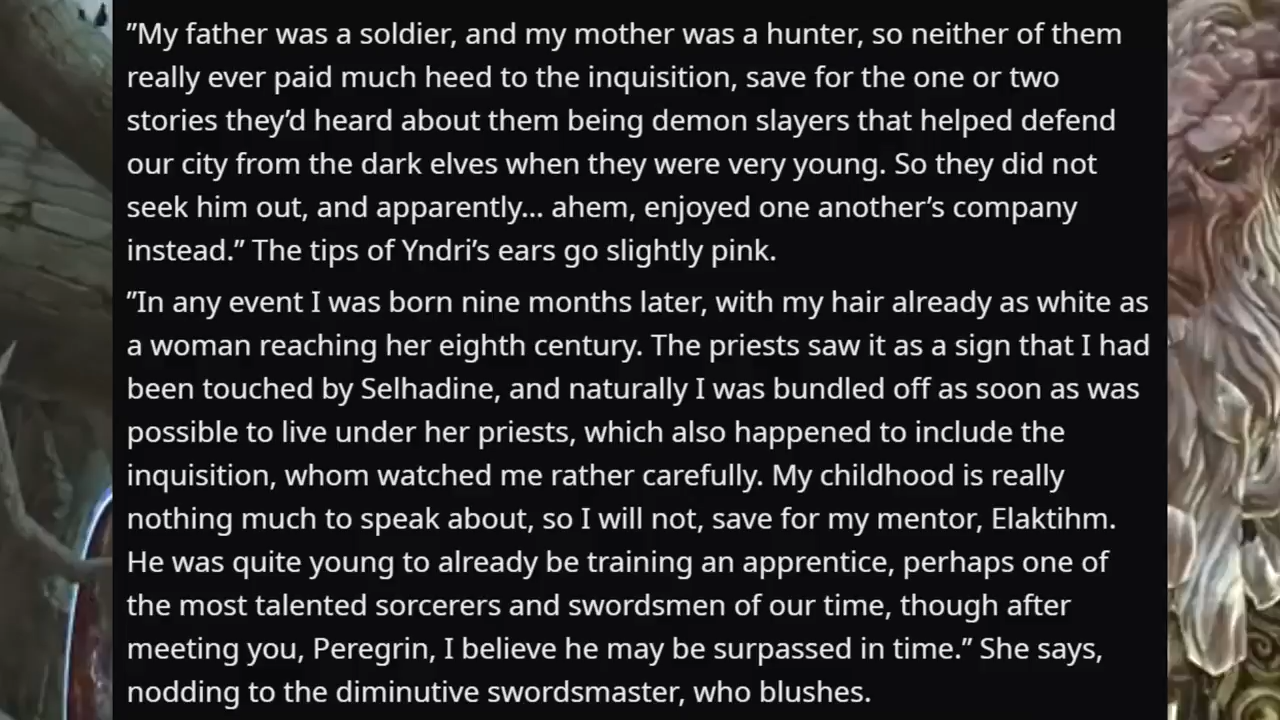 ”My father was a soldier, and my mother was a hunter, so neither of them
really ever paid much heed to the inquisition, save for the one or two
stories they’d heard about them being demon slayers that helped defend
our city from the dark elves when they were very young. So they did not
seek him out, and apparently... ahem, enjoyed one another’s company
instead.” The tips of Yndri’s ears go slightly pink.
”In any event I was born nine months later, with my hair already as white as
a woman reaching her eighth century. The priests saw it as a sign that I had
been touched by Selhadine, and naturally I was bundled off as soon as was
possible to live under her priests, which also happened to include the
inquisition, whom watched me rather carefully. My childhood is really
nothing much to speak about, so I will not, save for my mentor, Elaktihm.
He was quite young to already be training an apprentice, perhaps one of
the most talented sorcerers and swordsmen of our time, though after
meeting you, Peregrin, I believe he may be surpassed in time.” She says,
nodding to the diminutive swordsmaster, who blushes.